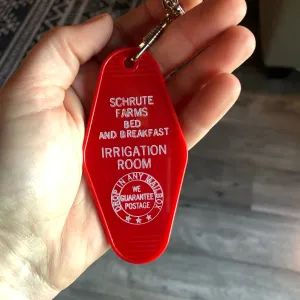 SCHRUTE
FARMS
BED
AND BREAKFAST
IRRIGATION
ROOM
DROP IN ANY MAILBOX
WE
GUARANTEE
POSTAGE